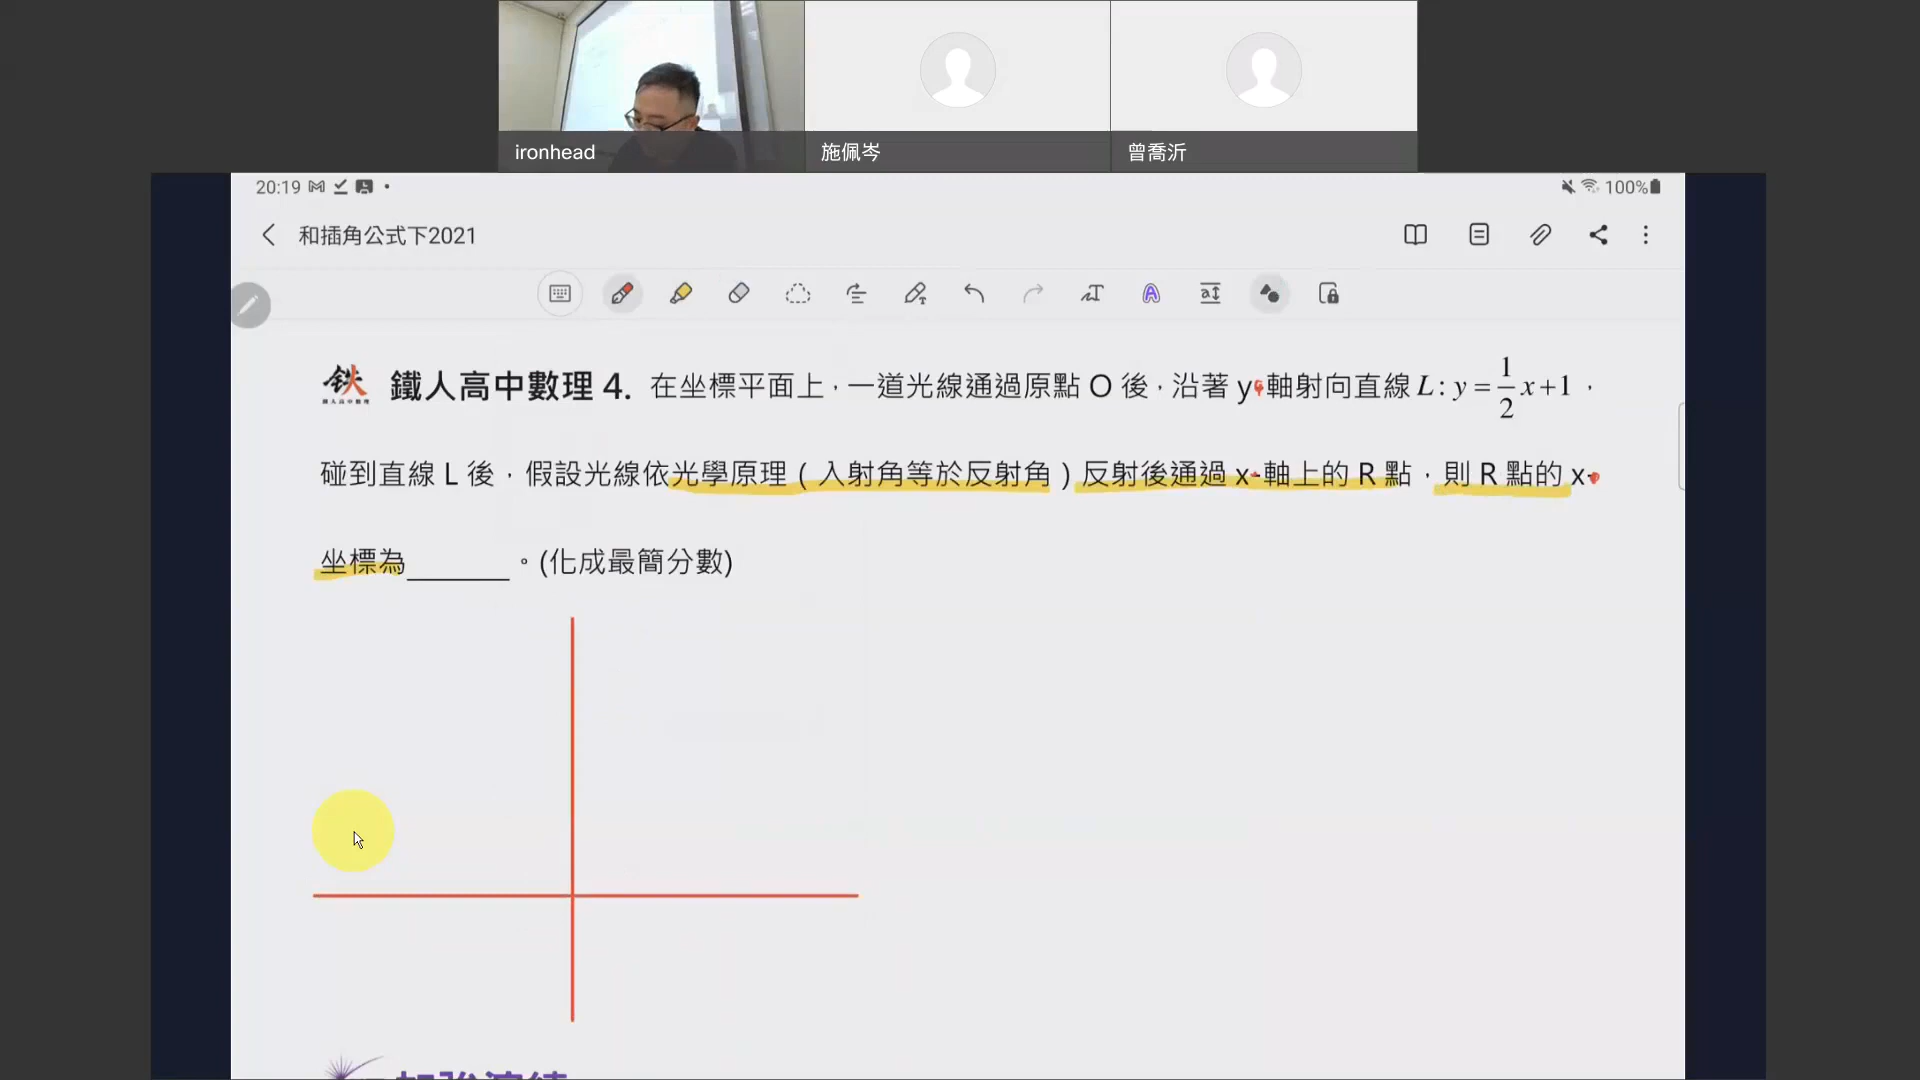 ironhead
施佩岑
曾喬沂
20:19
100%
和插角公式下2021
鐵人高中數理 4. 在坐標平面上,一道光線通過原點 O 後,沿著 y 軸射向直線 L: y = 1/2 x+1,
碰到直線 L 後,假設光線依光學原理(入射角等於反射角)反射後通過 x-軸上的 R 點,則 R 點的 x-
坐標為______。(化成最簡分數)